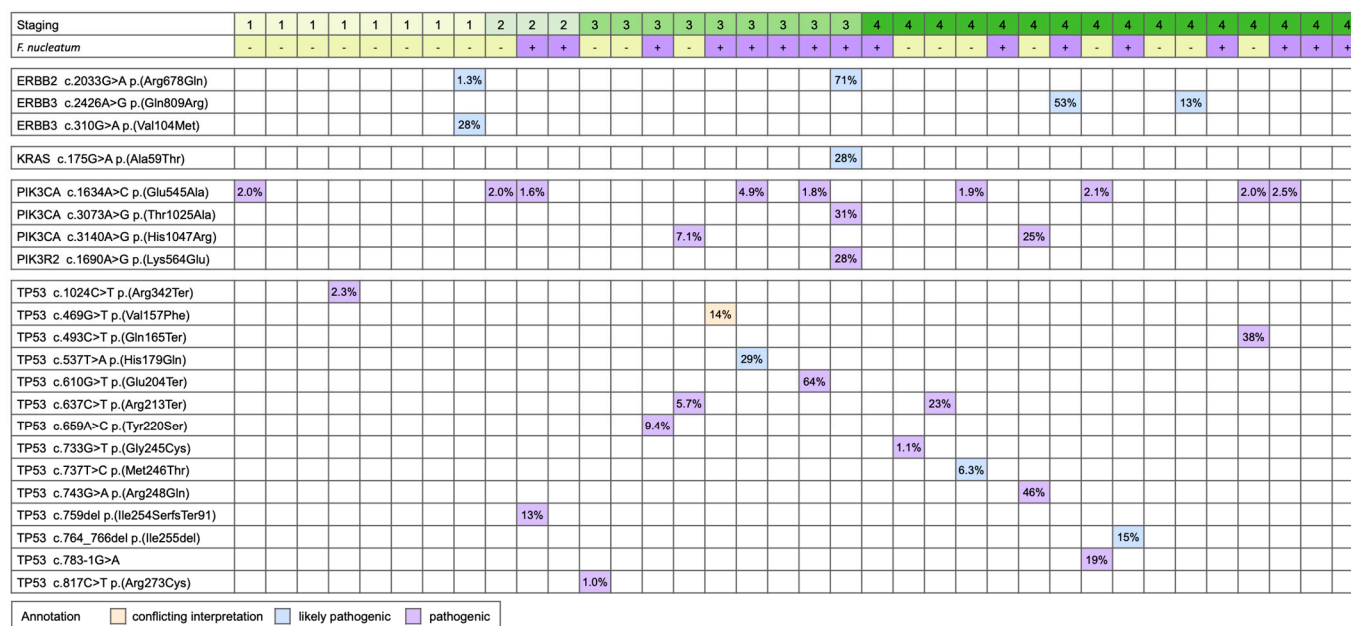 Staging 1 1 1 1 1 1 1 1 2 2 2 3 3 3 3 3 3 3 3 3 4 4 4 4 4 4 4 4 4 4 4 4 4 4 4 4
F. nucleatum - - - - - - - - - + + - - + - + + + + + + - - - + - + - + - - + - + + +
ERBB2 c.2033G>A p.(Arg678Gln) 1.3% 71%
ERBB3 c.2426A>G p.(Gln809Arg) 53% 13%
ERBB3 c.310G>A p.(Val104Met) 28%
KRAS c.175G>A p.(Ala59Thr) 28%
PIK3CA c.1634A>C p.(Glu545Ala) 2.0% 2.0% 1.6% 4.9% 1.8% 1.9% 2.1% 2.0% 2.5%
PIK3CA c.3073A>G p.(Thr1025Ala) 31%
PIK3CA c.3140A>G p.(His1047Arg) 7.1% 25%
PIK3R2 c.1690A>G p.(Lys564Glu) 28%
TP53 c.1024C>T p.(Arg342Ter) 2.3%
TP53 c.469G>T p.(Val157Phe) 14%
TP53 c.493C>T p.(Gln165Ter) 38%
TP53 c.537T>A p.(His179Gln) 29%
TP53 c.610G>T p.(Glu204Ter) 64%
TP53 c.637C>T p.(Arg213Ter) 5.7% 23%
TP53 c.659A>C p.(Tyr220Ser) 9.4%
TP53 c.733G>T p.(Gly245Cys) 1.1%
TP53 c.737T>C p.(Met246Thr) 6.3%
TP53 c.743G>A p.(Arg248Gln) 46%
TP53 c.759del p.(Ile254SerfsTer91) 13%
TP53 c.764_766del p.(Ile255del) 15%
TP53 c.783-1G>A 19%
TP53 c.817C>T p.(Arg273Cys) 1.0%
Annotation conflicting interpretation likely pathogenic pathogenic